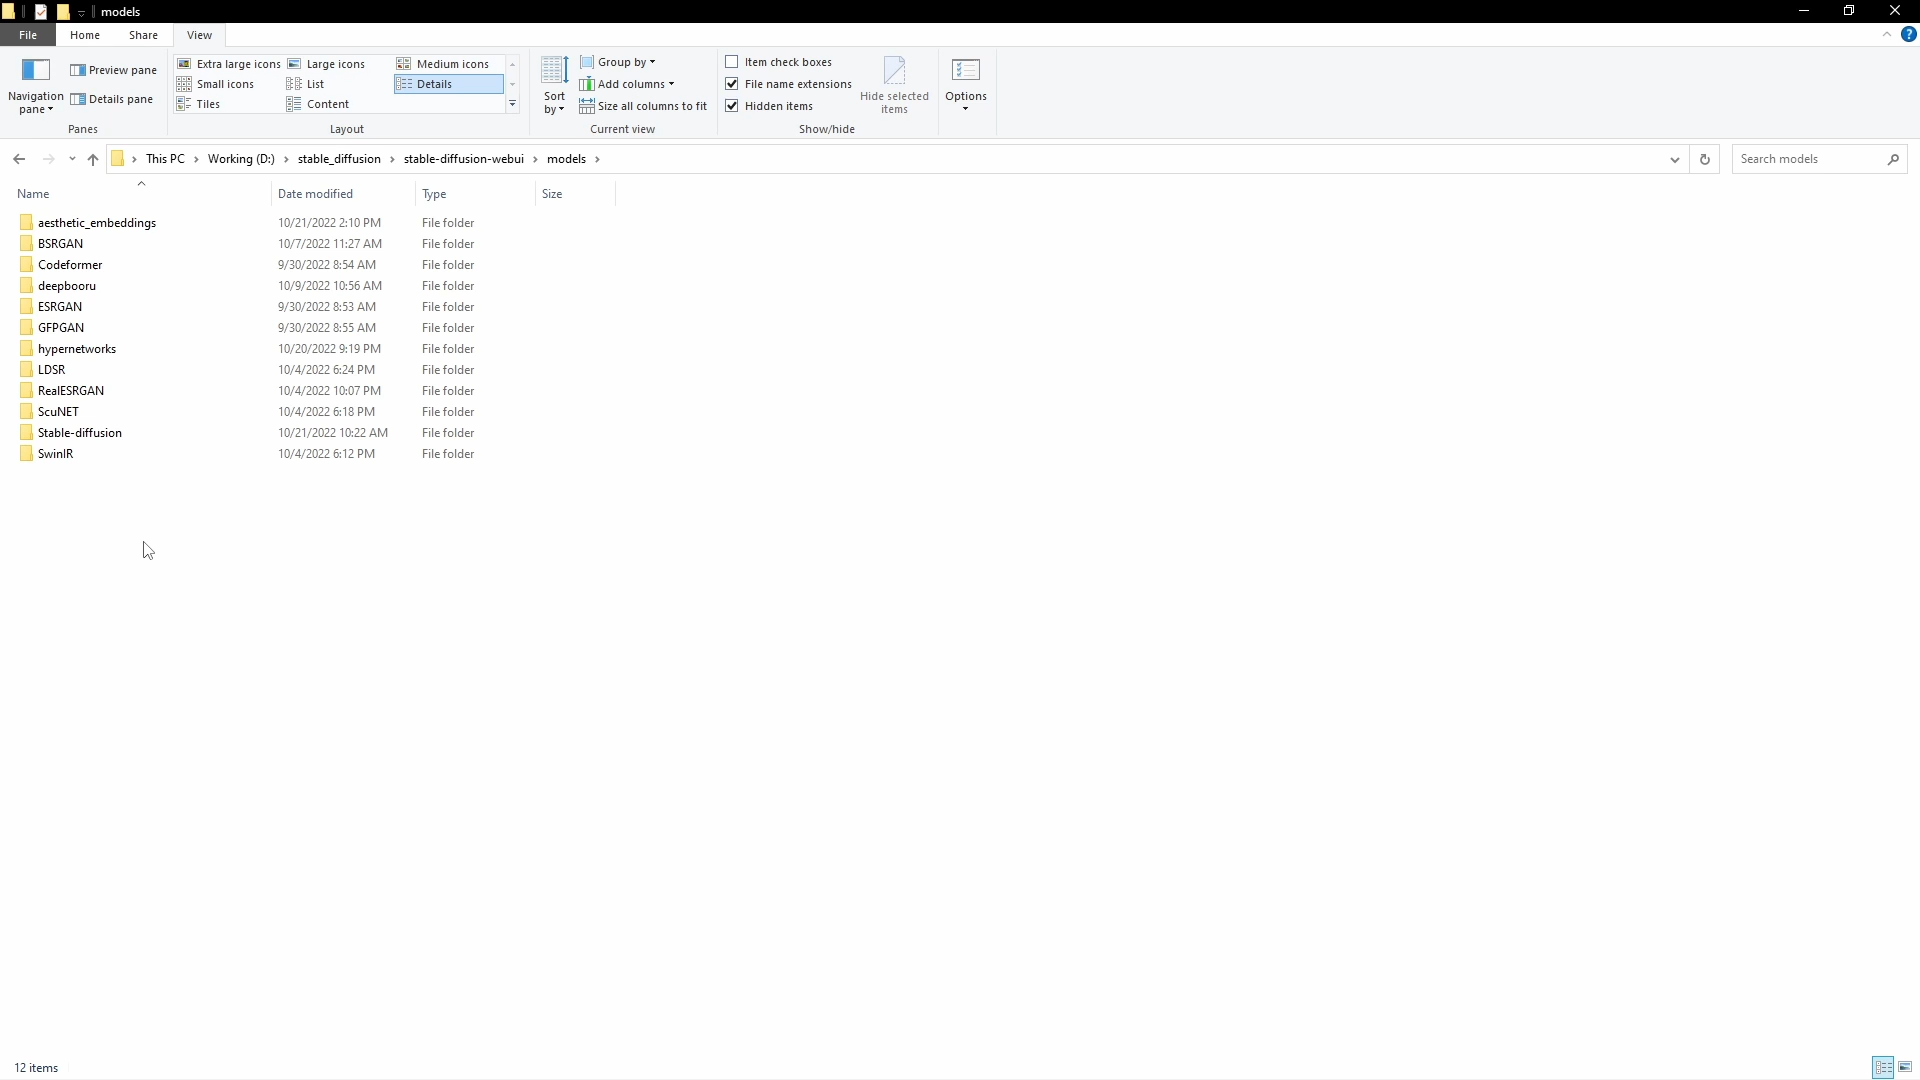 models
File Home Share View
Navigation pane
Preview pane
Details pane
Panes
Extra large icons Large icons Medium icons
Small icons List Details
Tiles Content
Layout
Sort by
Group by
Add columns
Size all columns to fit
Current view
Item check boxes
File name extensions
Hidden items
Hide selected items
Show/hide
Options
This PC > Working (D:) > stable_diffusion > stable-diffusion-webui > models >
Search models
Name Date modified Type Size
aesthetic_embeddings 10/21/2022 2:10 PM File folder
BSRGAN 10/7/2022 11:27 AM File folder
Codeformer 9/30/2022 8:54 AM File folder
deepbooru 10/9/2022 10:56 AM File folder
ESRGAN 9/30/2022 8:53 AM File folder
GFPGAN 9/30/2022 8:55 AM File folder
hypernetworks 10/20/2022 9:19 PM File folder
LDSR 10/4/2022 6:24 PM File folder
RealESRGAN 10/4/2022 10:07 PM File folder
ScuNET 10/4/2022 6:18 PM File folder
Stable-diffusion 10/21/2022 10:22 AM File folder
SwinIR 10/4/2022 6:12 PM File folder
12 items